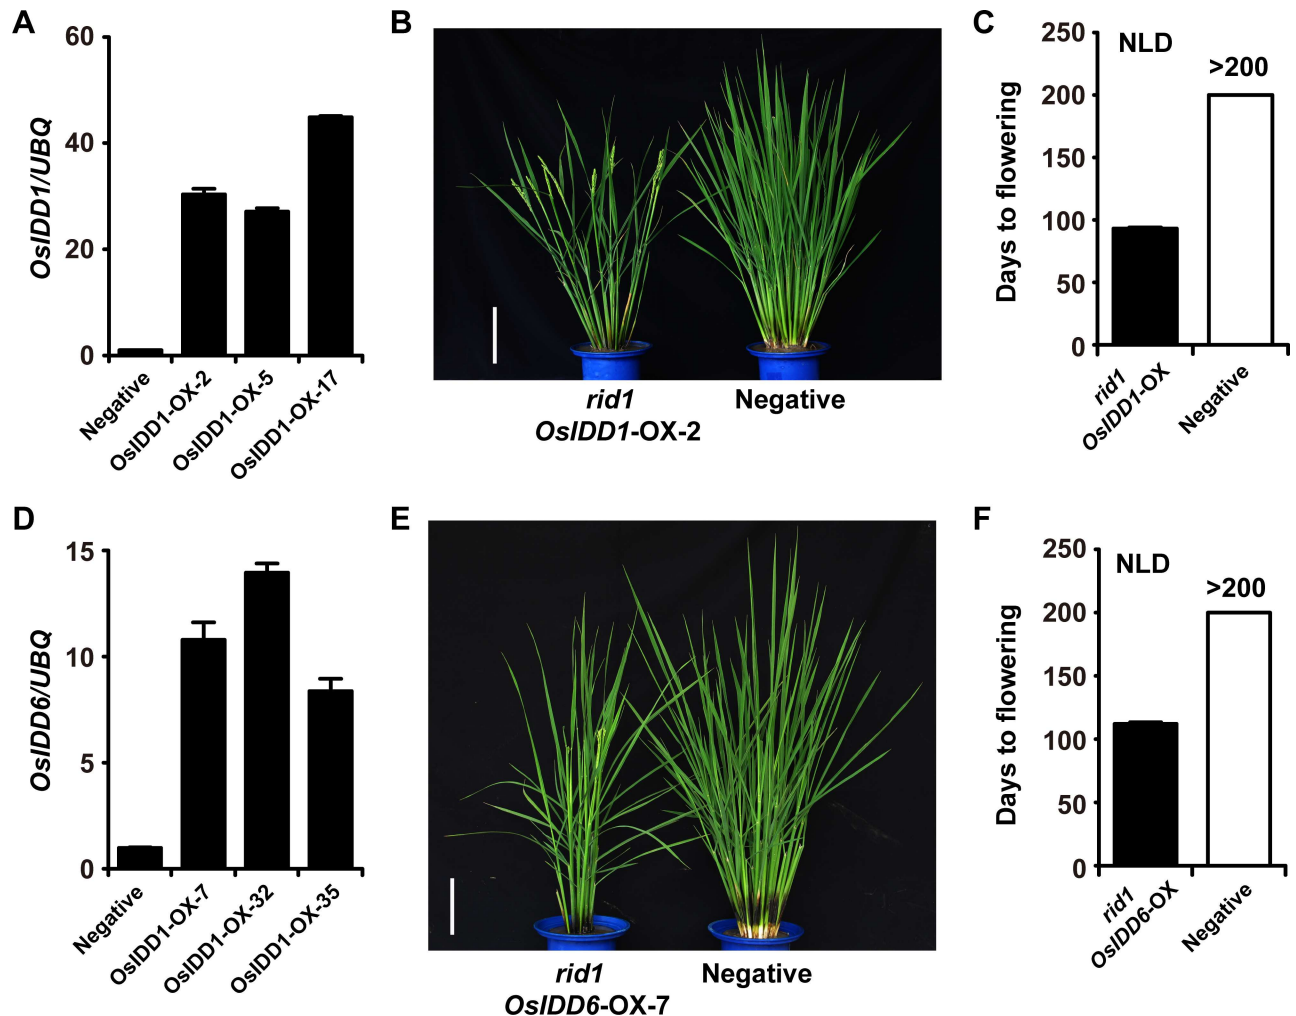 A
OsIDD1/UBQ
60
40
20
0
Negative
OsIDD1-OX-2
OsIDD1-OX-5
OsIDD1-OX-17
B
rid1
OsIDD1-OX-2
Negative
C
Days to flowering
250
200
150
100
50
0
NLD
>200
rid1
OsIDD1-OX
Negative
D
OsIDD6/UBQ
15
10
5
0
Negative
OsIDD1-OX-7
OsIDD1-OX-32
OsIDD1-OX-35
E
rid1
OsIDD6-OX-7
Negative
F
Days to flowering
250
200
150
100
50
0
NLD
>200
rid1
OsIDD6-OX
Negative